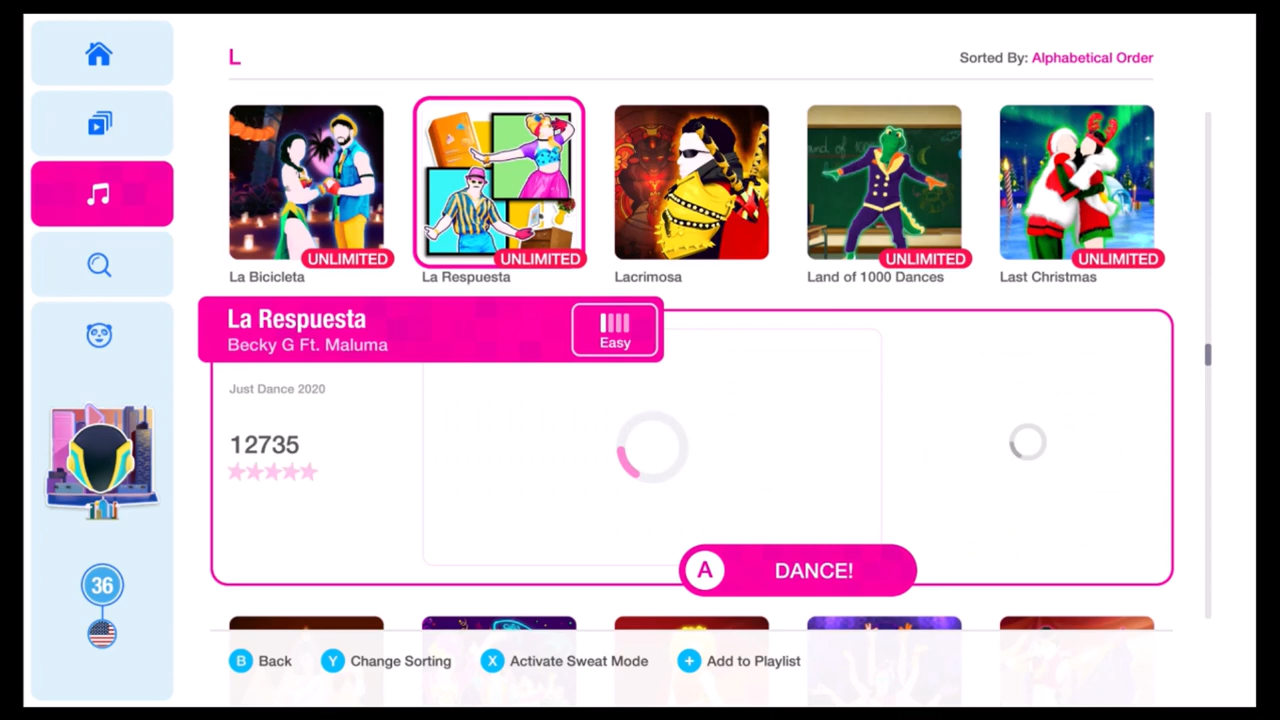 L
Sorted By: Alphabetical Order
UNLIMITED
UNLIMITED
UNLIMITED
UNLIMITED
La Bicicleta
La Respuesta
Lacrimosa
Land of 1000 Dances
Last Christmas
La Respuesta
Becky G Ft. Maluma
Easy
Just Dance 2020
12735
A DANCE!
36
B Back
Y Change Sorting
X Activate Sweat Mode
+ Add to Playlist